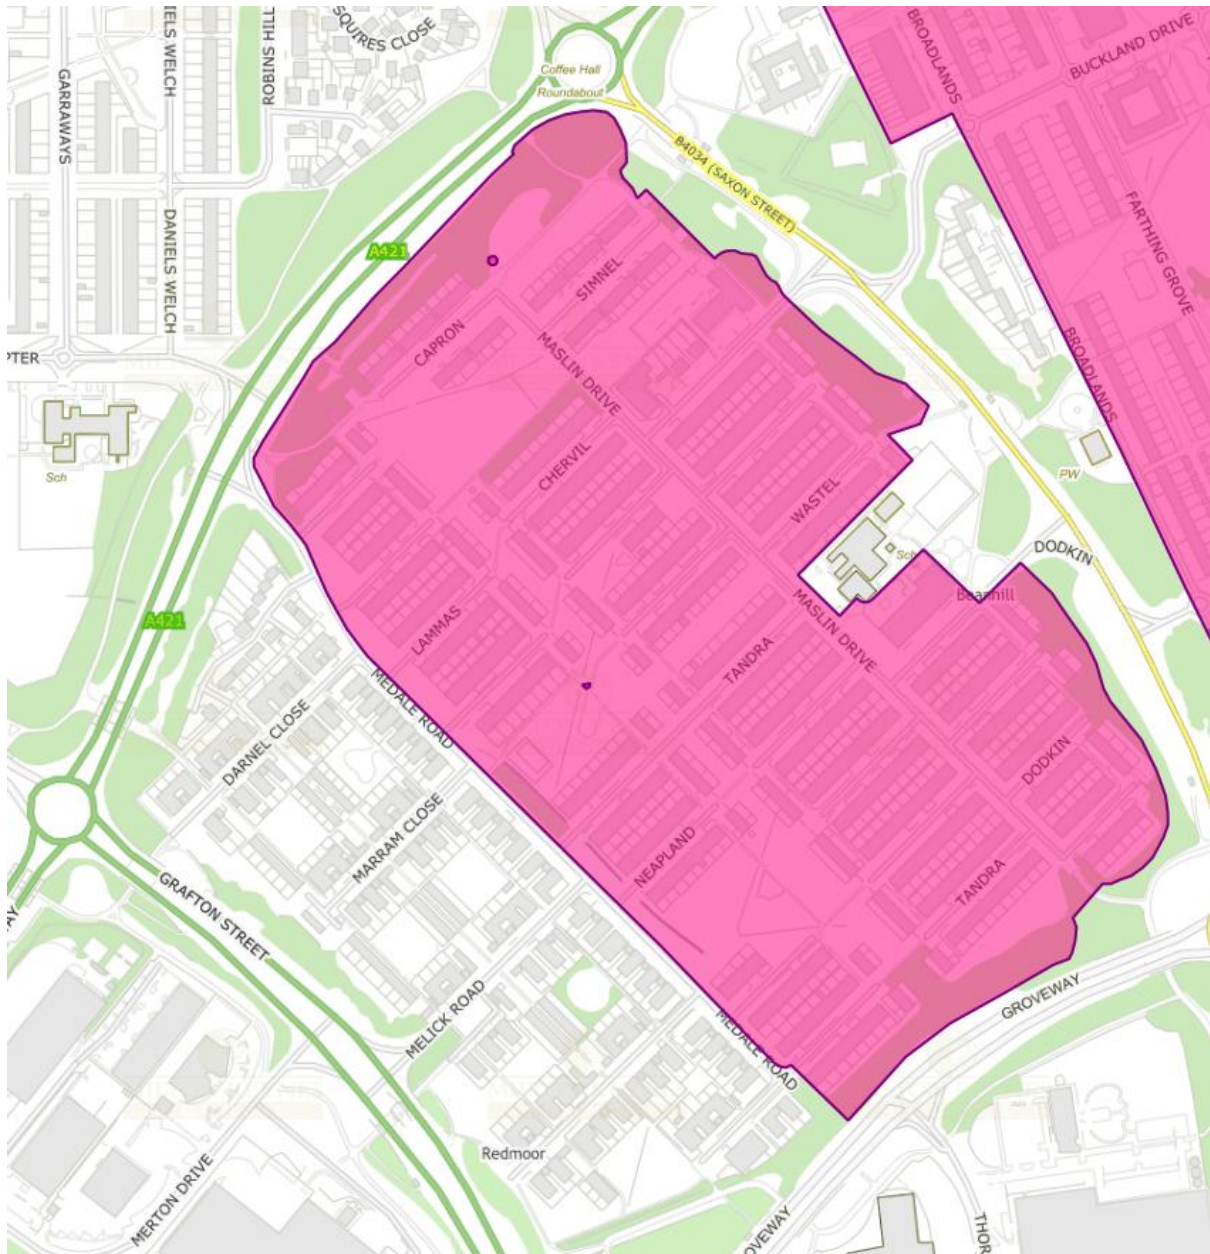 SQUIRES CLOSE
ROBINS HILL
IELS WELCH
GARRAWAYS
BROADLANDS
BUCKLAND DRIVE
Coffee Hall
Roundabout
B4034 (SAXON STREET)
FARTHING GROVE
DANIELS WELCH
A421
SIMNEL
CAPRON
MASLIN DRIVE
PTER
BROADLANDS
CHERVIL
WASTEL
PW
Sch
Sch
DODKIN
Beanhill
A421
LAMMAS
MASLIN DRIVE
TANDRA
MEDALE ROAD
DARNEL CLOSE
DODKIN
MARRAM CLOSE
NEAPLAND
TANDRA
GRAFTON STREET
WAY
GROVEWAY
MELICK ROAD
MEDALE ROAD
Redmoor
MERTON DRIVE
OVEWAY
THOR